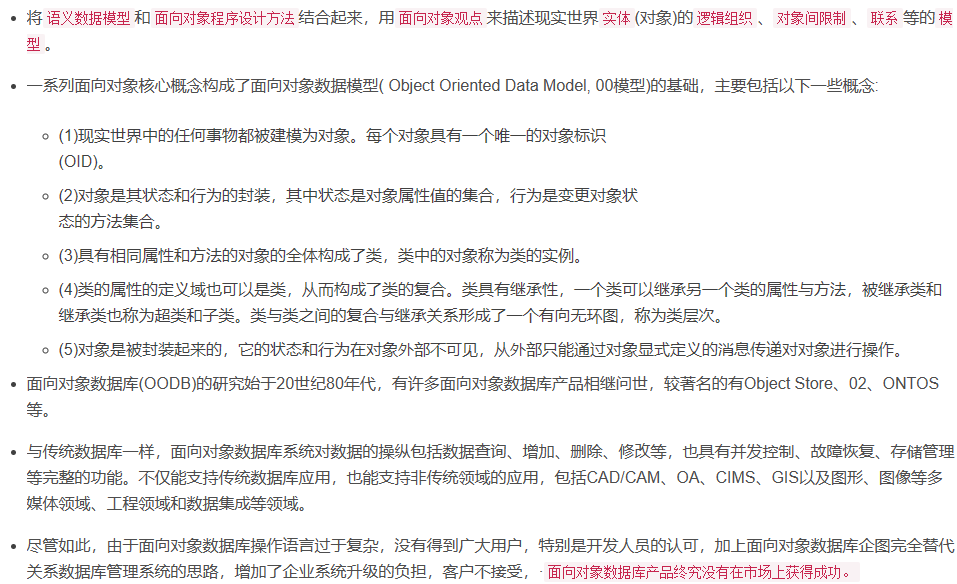 将 语义数据模型 和 面向对象程序设计方法 结合起来，用 面向对象观点 来描述现实世界 实体 (对象)的 逻辑组织 、 对象间限制 、 联系 等的 模
型 。
一系列面向对象核心概念构成了面向对象数据模型( Object Oriented Data Model, 00模型)的基础，主要包括以下一些概念:
(1)现实世界中的任何事物都被建模为对象。每个对象具有一个唯一的对象标识
(OID)。
(2)对象是其状态和行为的封装，其中状态是对象属性值的集合，行为是变更对象状
态的方法集合。
(3)具有相同属性和方法的对象的全体构成了类，类中的对象称为类的实例。
(4)类的属性的定义域也可以是类，从而构成了类的复合。类具有继承性，一个类可以继承另一个类的属性与方法，被继承类和
继承类也称为超类和子类。类与类之间的复合与继承关系形成了一个有向无环图，称为类层次。
(5)对象是被封装起来的，它的状态和行为在对象外部不可见，从外部只能通过对象显式定义的消息传递对对象进行操作。
面向对象数据库(OODB)的研究始于20世纪80年代，有许多面向对象数据库产品相继问世，较著名的有Object Store、02、ONTOS
等。
与传统数据库一样，面向对象数据库系统对数据的操纵包括数据查询、增加、删除、修改等，也具有并发控制、故障恢复、存储管理
等完整的功能。不仅能支持传统数据库应用，也能支持非传统领域的应用，包括CAD/CAM、OA、CIMS、GIS以及图形、图像等多
媒体领域、工程领域和数据集成等领域。
尽管如此，由于面向对象数据库操作语言过于复杂，没有得到广大用户，特别是开发人员的认可，加上面向对象数据库企图完全替代
关系数据库管理系统的思路，增加了企业系统升级的负担，客户不接受，· 面向对象数据库产品终究没有在市场上获得成功。